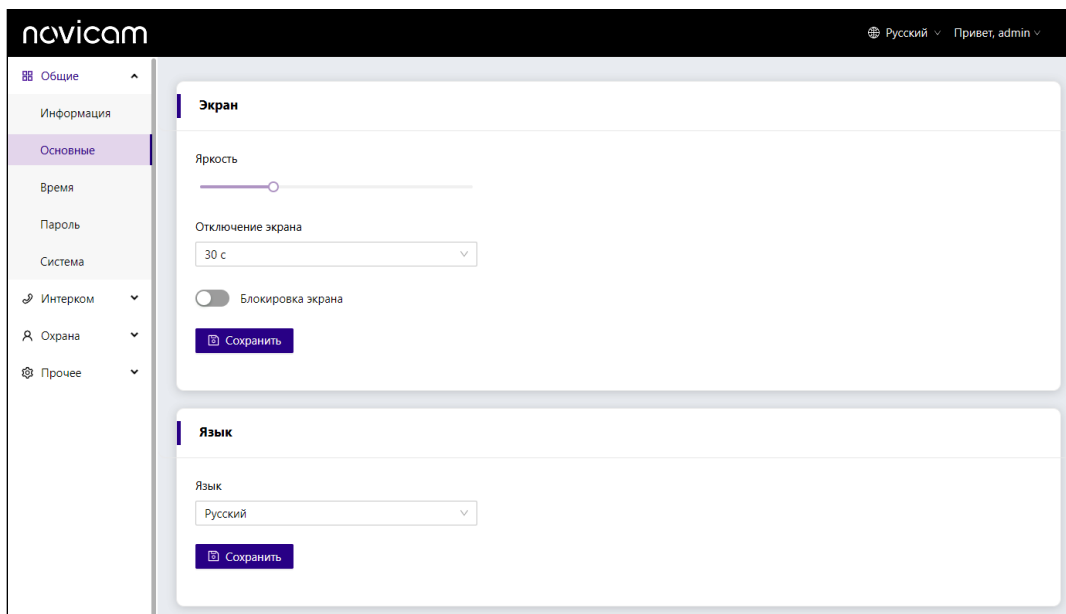 novicam
Русский Привет, admin
Общие
Информация
Основные
Время
Пароль
Система
Интерком
Охрана
Прочее
Экран
Яркость
Отключение экрана
30 с
Блокировка экрана
Сохранить
Язык
Язык
Русский
Сохранить